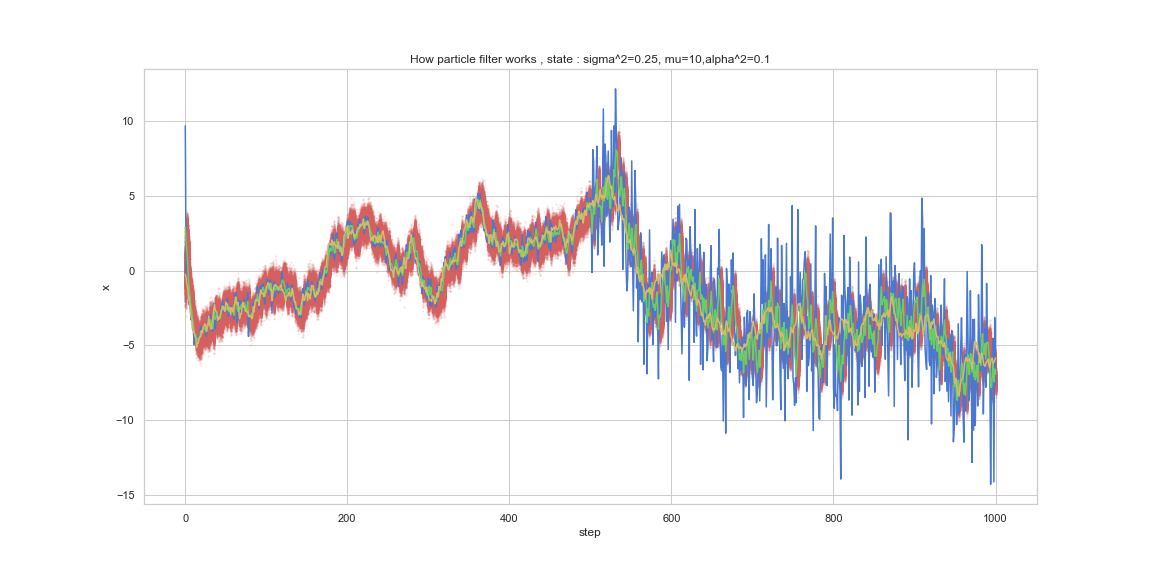 How particle filter works , state : sigma^2=0.25, mu=10,alpha^2=0.1
10
5
0
−5
−10
−15
x
0 200 400 600 800 1000
step